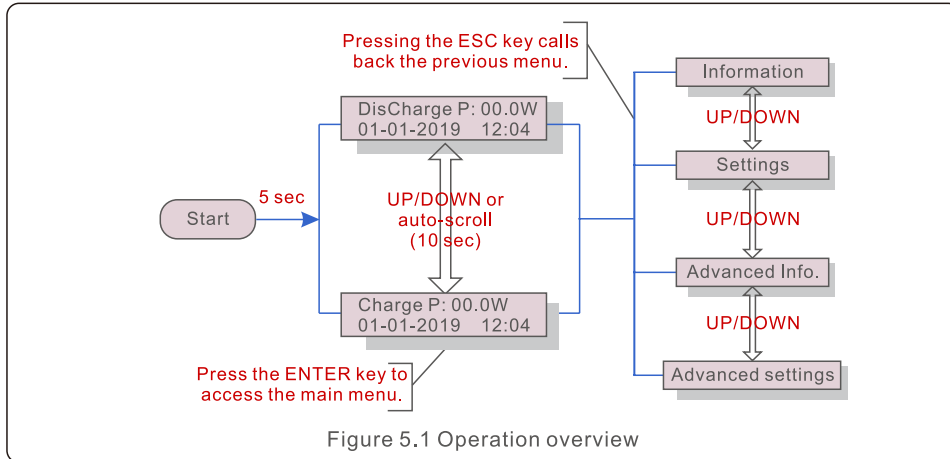 Pressing the ESC key calls
back the previous menu.
Information
DisCharge P: 00.0W
01-01-2019 12:04
UP/DOWN
Settings
5 sec
Start
UP/DOWN or
auto-scroll
(10 sec)
UP/DOWN
Advanced Info.
Charge P: 00.0W
01-01-2019 12:04
UP/DOWN
Press the ENTER key to
access the main menu.
Advanced settings
Figure 5.1 Operation overview